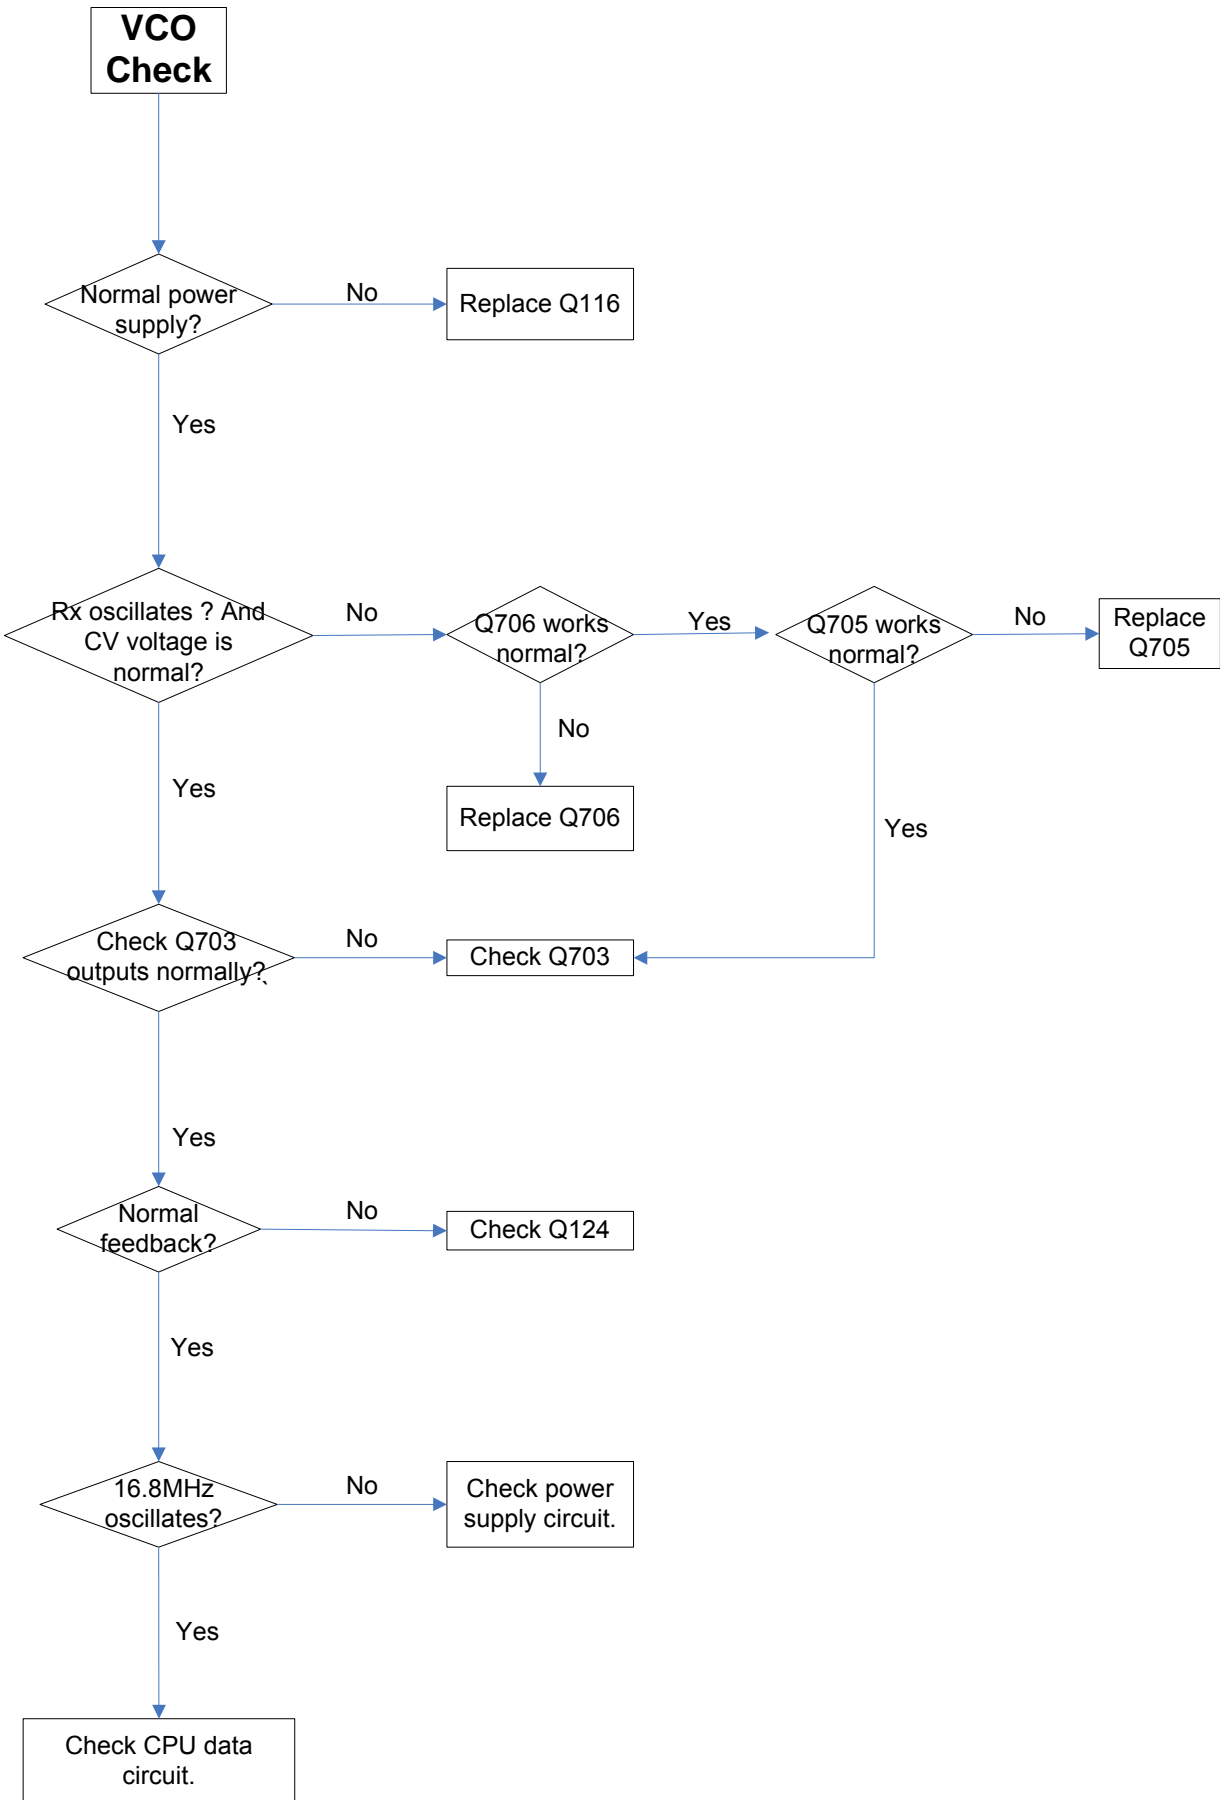 VCO
Check
Normal power
supply?
No
Replace Q116
Yes
Rx oscillates ? And
CV voltage is
normal?
No
Q706 works
normal?
Yes
Q705 works
normal?
No
Replace
Q705
No
Replace Q706
Yes
Yes
Check Q703
outputs normally?、
No
Check Q703
Yes
Normal
feedback?
No
Check Q124
Yes
16.8MHz
oscillates?
No
Check power
supply circuit.
Yes
Check CPU data
circuit.